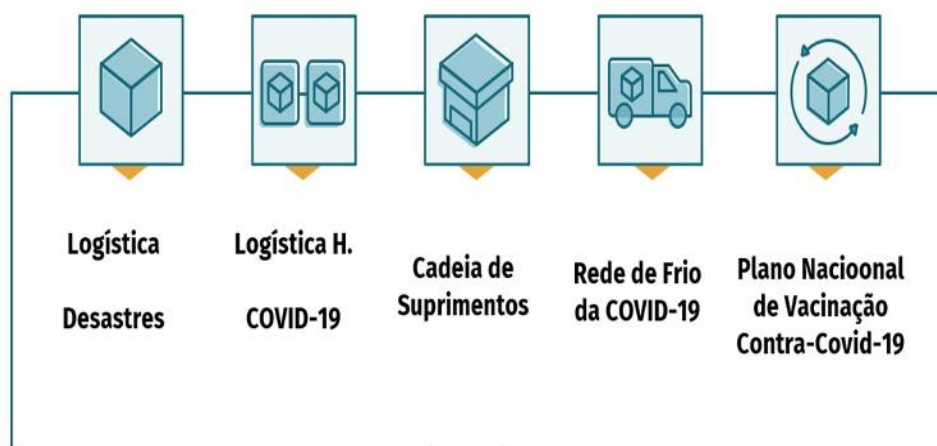 Logística
Desastres
Logística H.
COVID-19
Cadeia de
Suprimentos
Rede de Frio
da COVID-19
Plano Nacioonal
de Vacinação
Contra-Covid-19